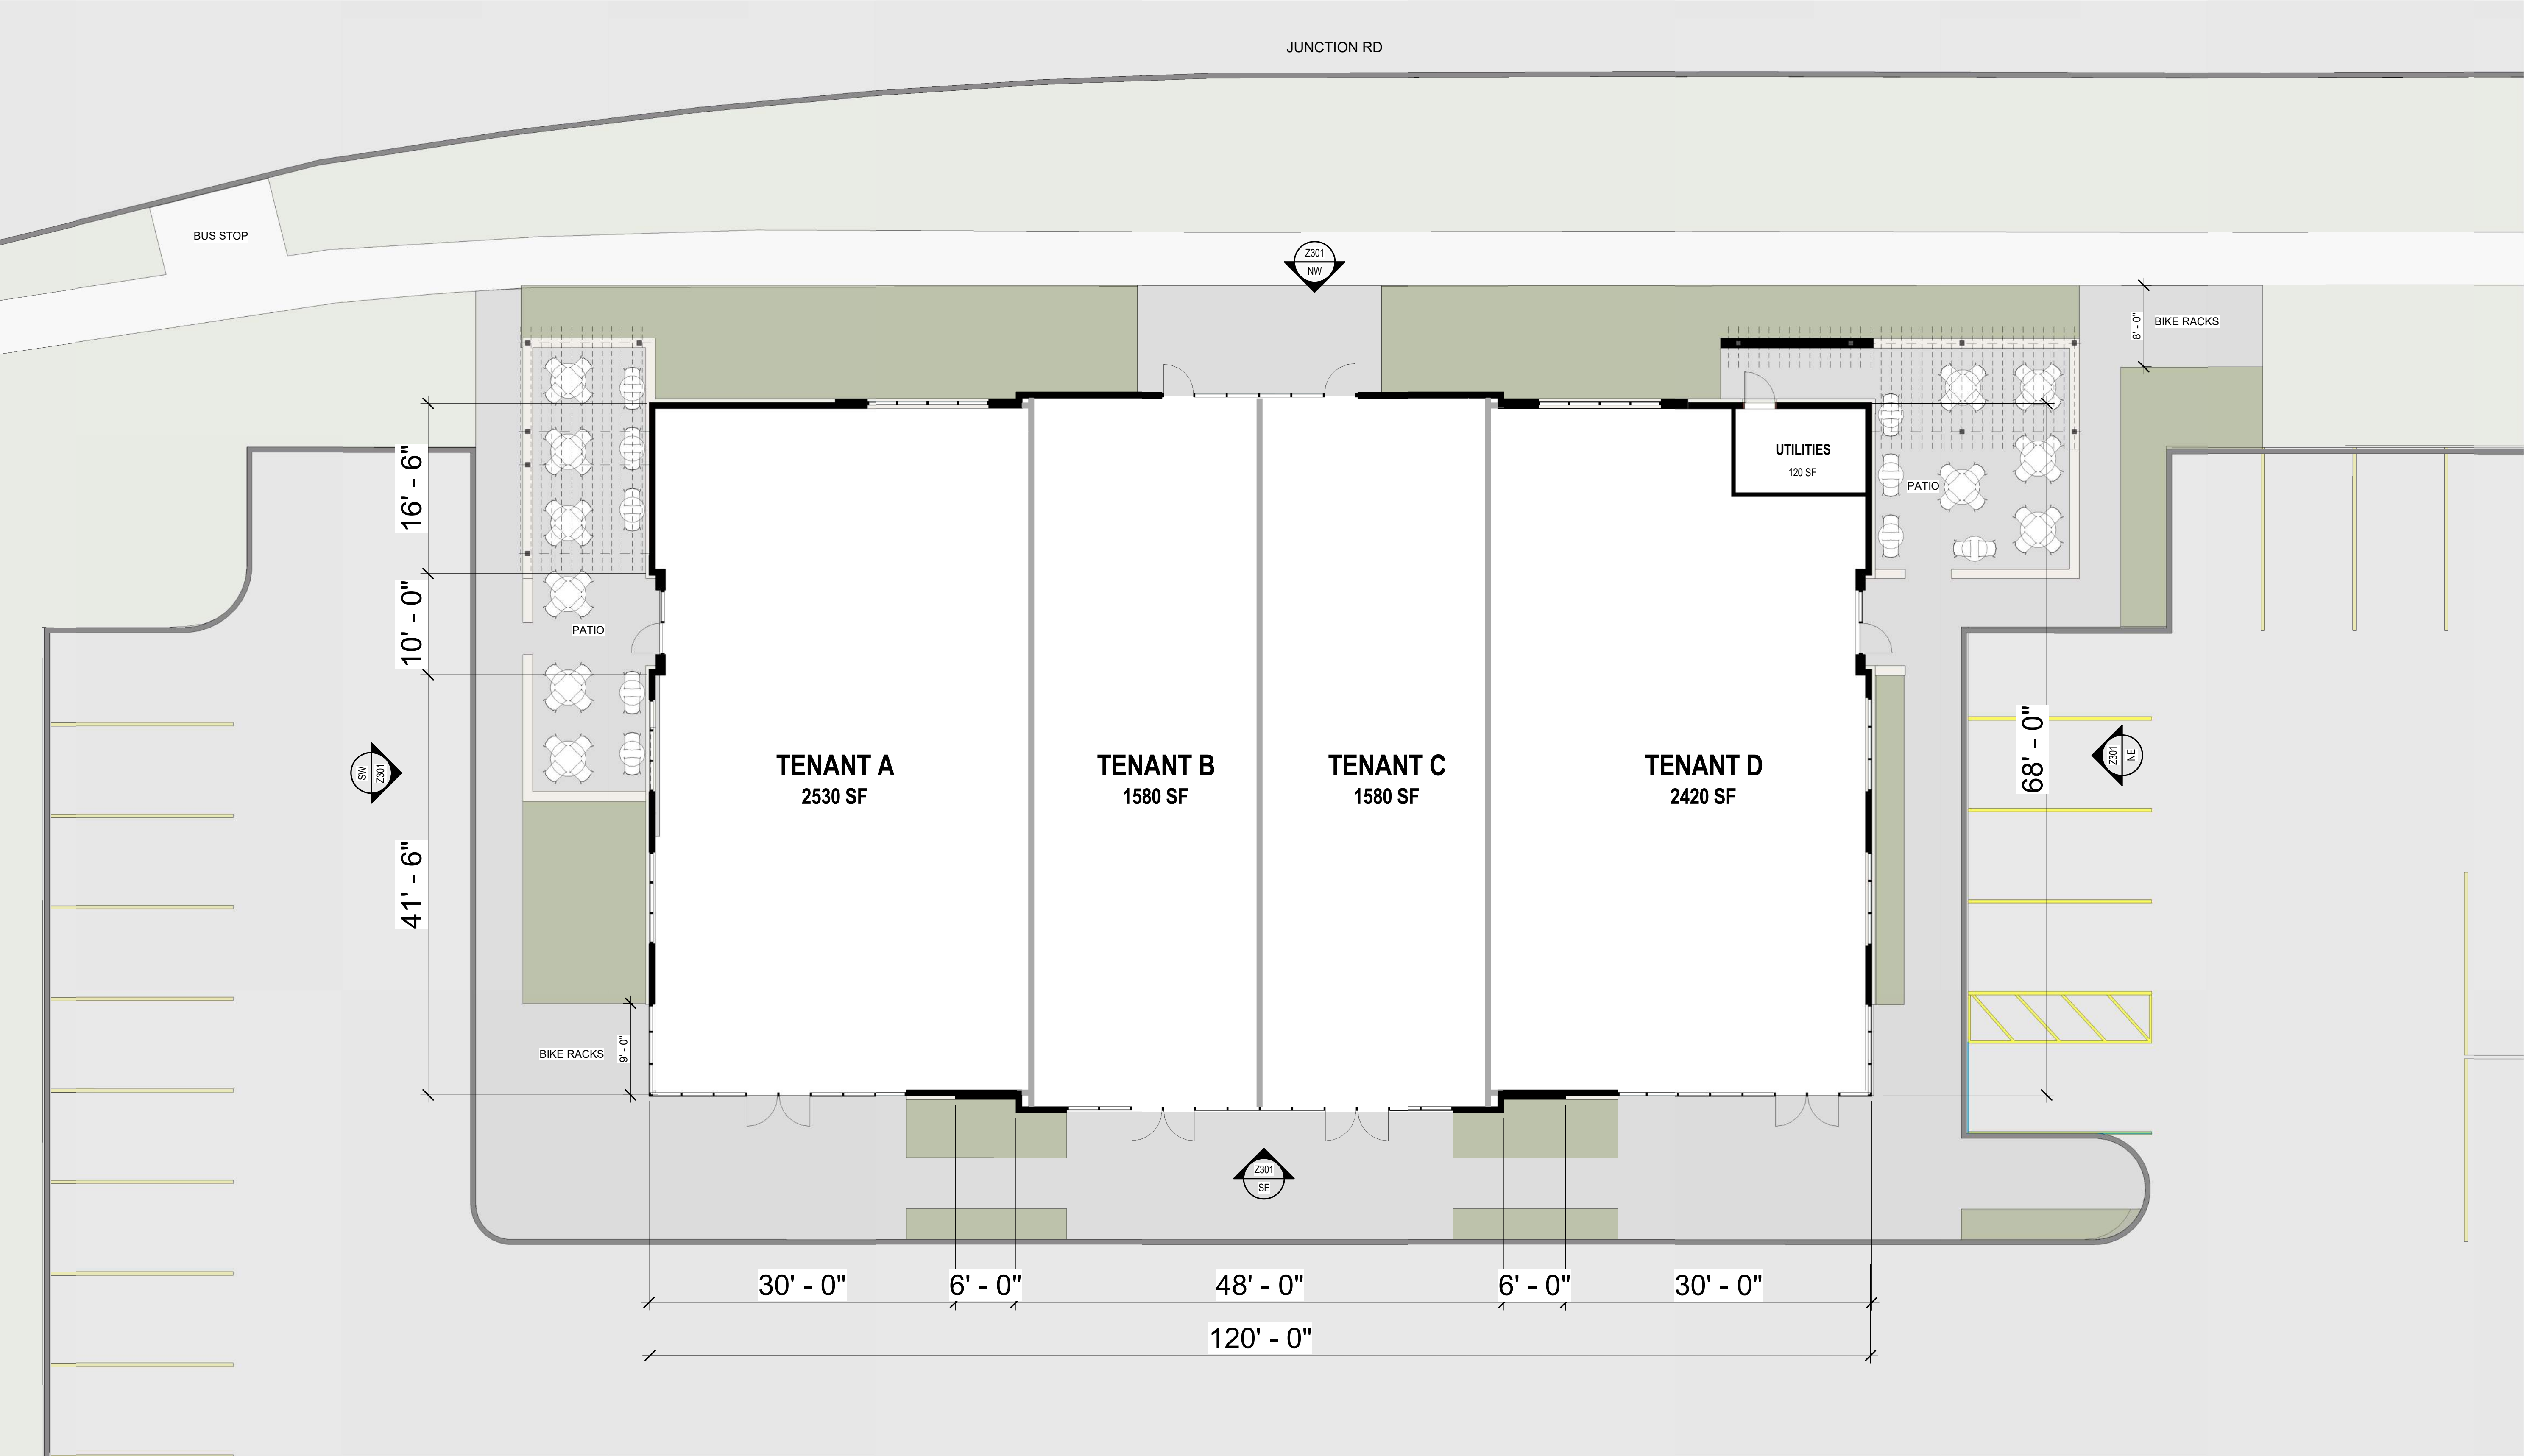 JUNCTION RD
BUS STOP
Z301
NW
8' - 0"
BIKE RACKS
16' - 6"
UTILITIES
120 SF
PATIO
10' - 0"
PATIO
68' - 0"
SW
Z301
TENANT A
2530 SF
TENANT B
1580 SF
TENANT C
1580 SF
TENANT D
2420 SF
Z301
NE
41' - 6"
BIKE RACKS
9' - 0"
Z301
SE
30' - 0"
6' - 0"
48' - 0"
6' - 0"
30' - 0"
120' - 0"